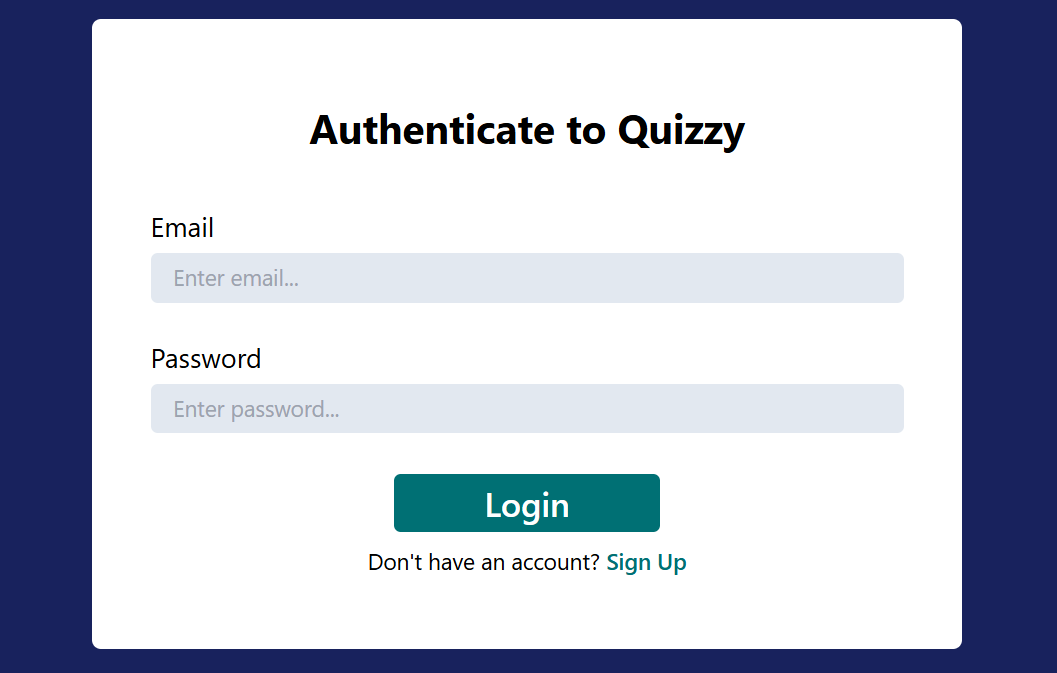 Authenticate to Quizzy
Email
Enter email...
Password
Enter password...
Login
Don't have an account? Sign Up